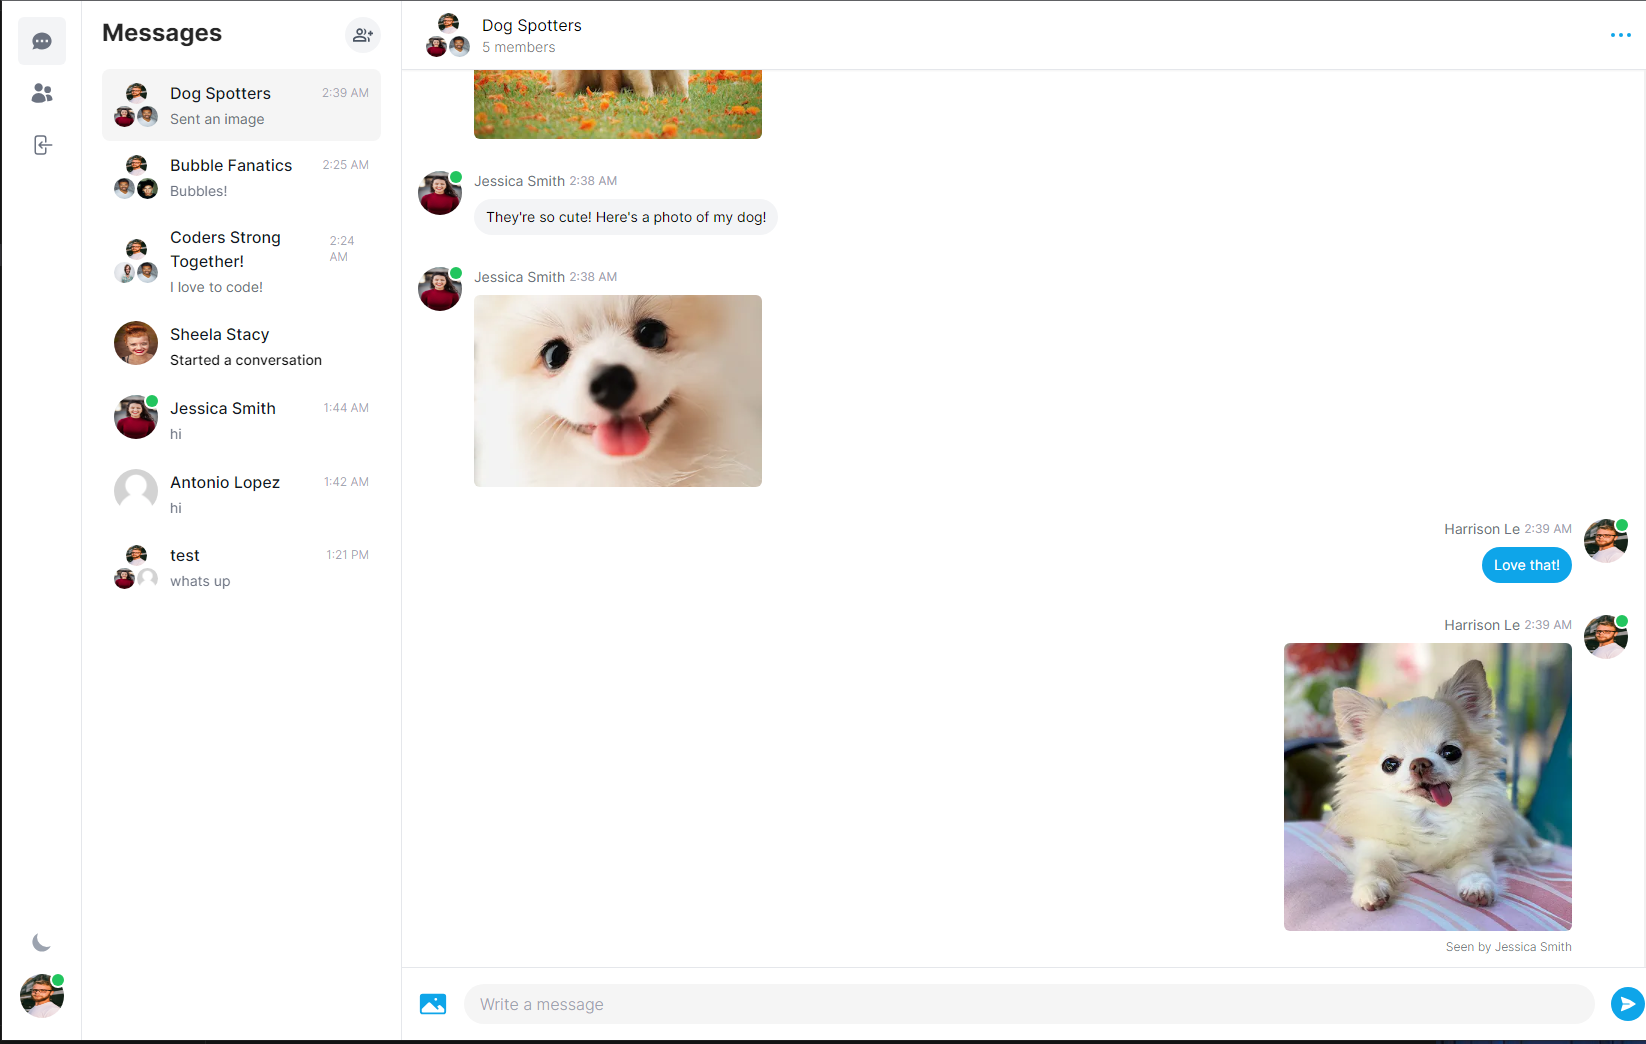 Messages
Dog Spotters
2:39 AM
Sent an image
Bubble Fanatics
2:25 AM
Bubbles!
Coders Strong
Together!
2:24
AM
I love to code!
Sheela Stacy
Started a conversation
Jessica Smith
1:44 AM
hi
Antonio Lopez
1:42 AM
hi
test
1:21 PM
whats up
Dog Spotters
5 members
Jessica Smith 2:38 AM
They're so cute! Here's a photo of my dog!
Jessica Smith 2:38 AM
Harrison Le 2:39 AM
Love that!
Harrison Le 2:39 AM
Seen by Jessica Smith
Write a message